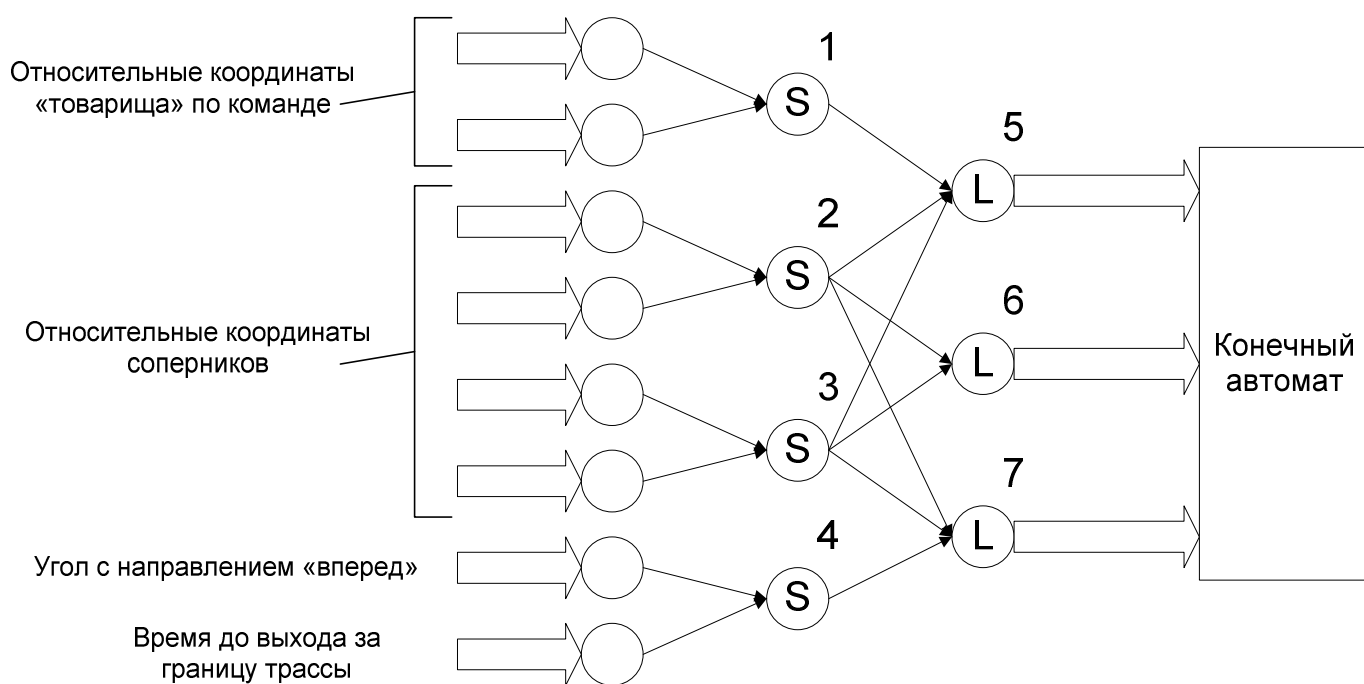 1
S
Относительные координаты
«товарища» по команде
5
L
2
S
6
L
Относительные координаты
соперников
Конечный
автомат
3
S
7
L
4
S
Угол с направлением «вперед»
Время до выхода за
границу трассы